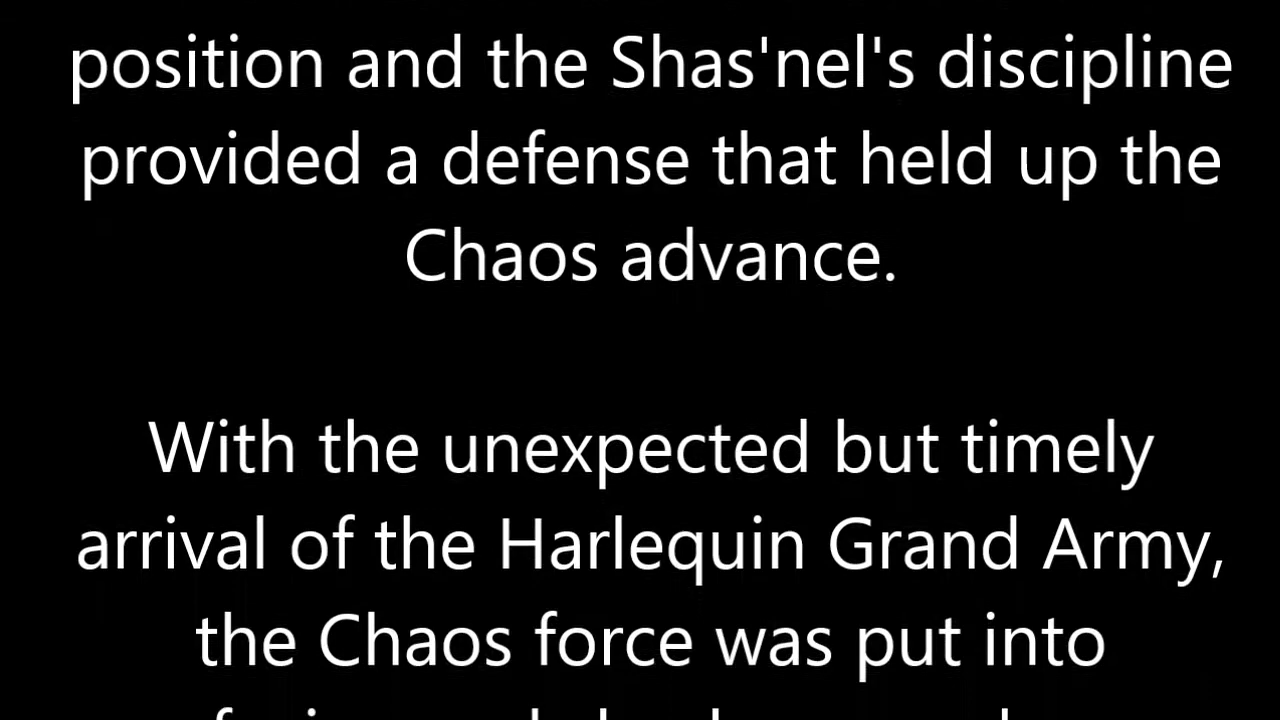 position and the Shas'nel's discipline
provided a defense that held up the
Chaos advance.
With the unexpected but timely
arrival of the Harlequin Grand Army,
the Chaos force was put into